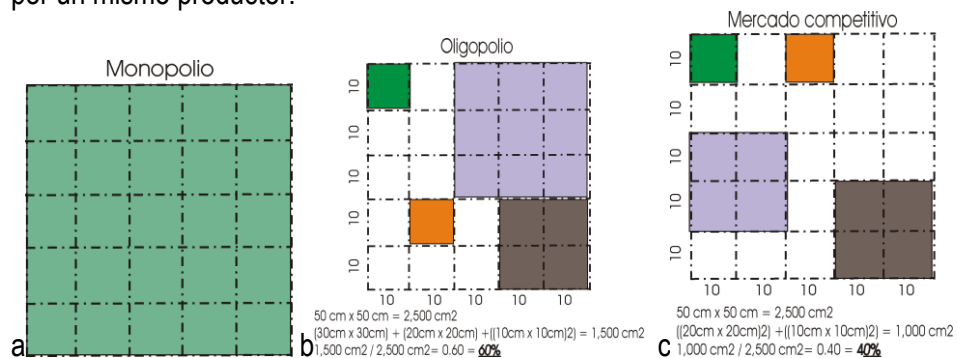 por un mismo productor.
Monopolio
a
Oligopolio
10
10
10
10
10
10 10 10 10 10
50 cm x 50 cm = 2,500 cm2
(30cm x 30cm) + (20cm x 20cm) +((10cm x 10cm)2) = 1,500 cm2
1,500 cm2 / 2,500 cm2= 0.60 = 60%
b
Mercado competitivo
10
10
10
10
10
10 10 10 10 10
50 cm x 50 cm = 2,500 cm2
((20cm x 20cm)2) +((10cm x 10cm)2) = 1,000 cm2
1,000 cm2 / 2,500 cm2= 0.40 = 40%
c